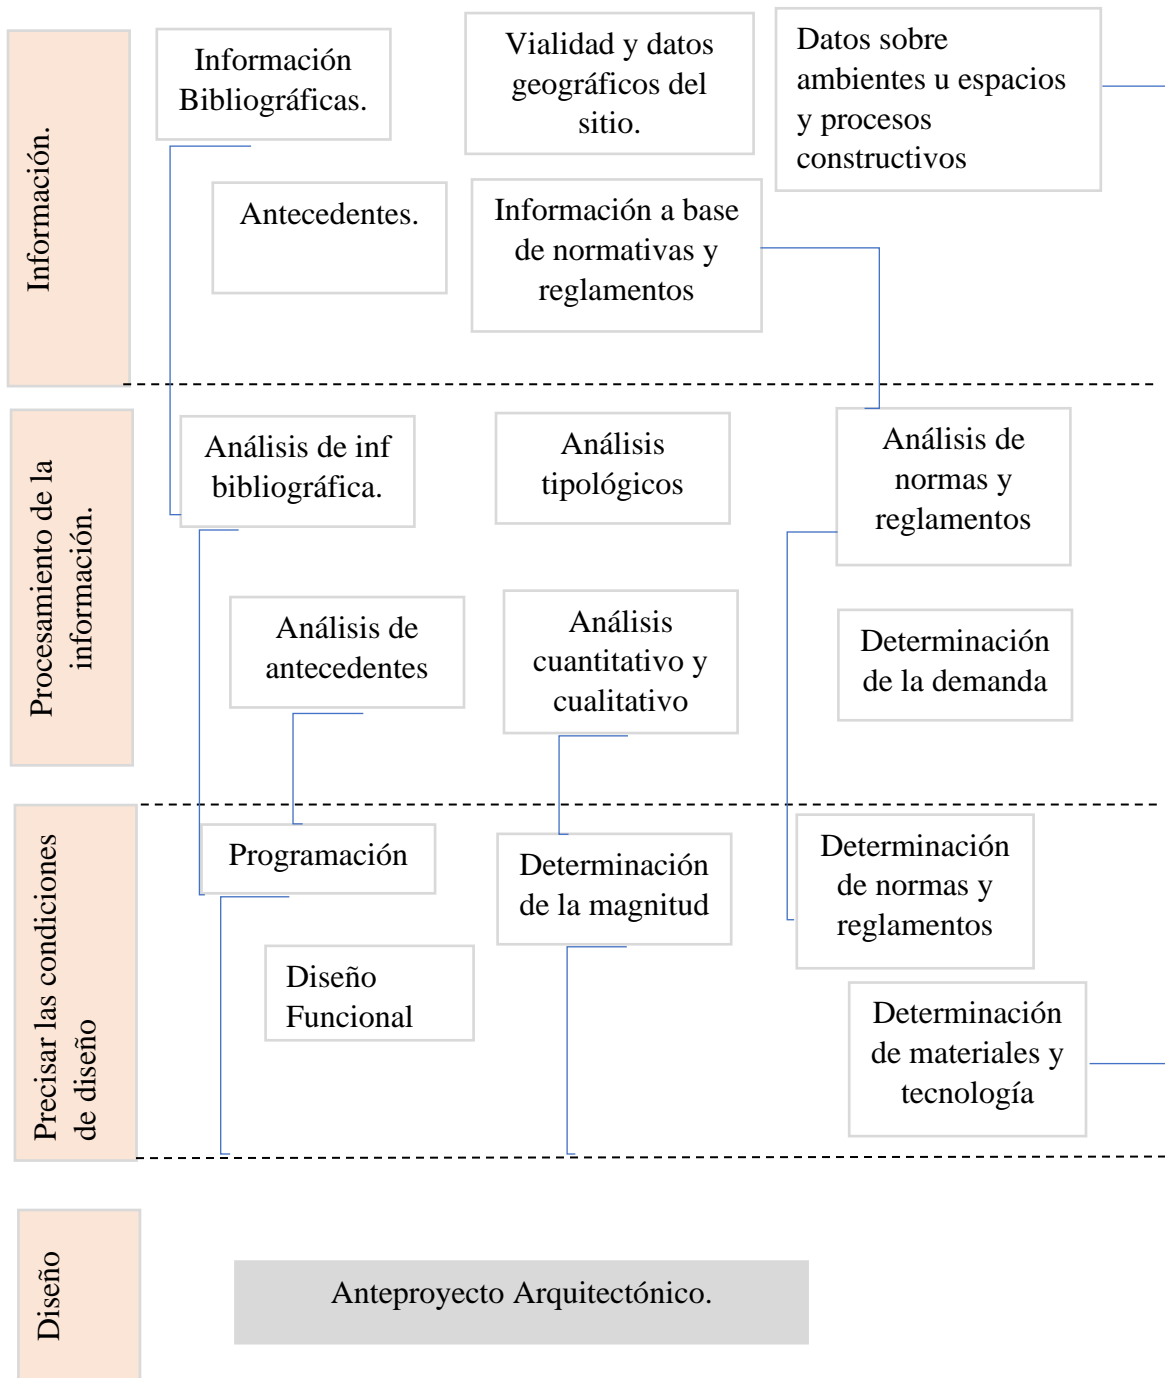 Información.
Información
Bibliográficas.
Vialidad y datos
geográficos del
sitio.
Datos sobre
ambientes u espacios
y procesos
constructivos
Antecedentes.
Información a base
de normativas y
reglamentos
Procesamiento de la
información.
Análisis de inf
bibliográfica.
Análisis
tipológicos
Análisis de
normas y
reglamentos
Análisis de
antecedentes
Análisis
cuantitativo y
cualitativo
Determinación
de la demanda
Precisar las condiciones
de diseño
Programación
Determinación
de la magnitud
Determinación
de normas y
reglamentos
Diseño
Funcional
Determinación
de materiales y
tecnología
Diseño
Anteproyecto Arquitectónico.